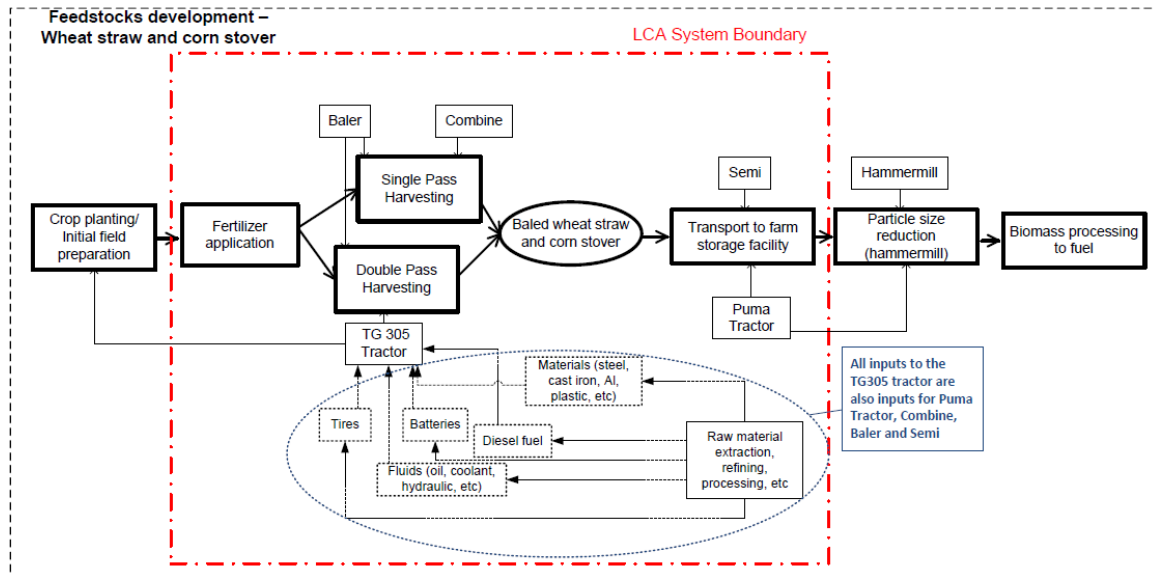 Feedstocks development –
Wheat straw and corn stover
LCA System Boundary
Baler
Combine
Single Pass
Harvesting
Semi
Hammermill
Crop planting/
Initial field
preparation
Fertilizer
application
Baled wheat straw
and corn stover
Transport to farm
storage facility
Particle size
reduction
(hammermill)
Biomass processing
to fuel
Double Pass
Harvesting
TG 305
Tractor
Puma
Tractor
Materials (steel,
cast iron, Al,
plastic, etc)
All inputs to the
TG305 tractor are
also inputs for Puma
Tractor, Combine,
Baler and Semi
Tires
Batteries
Diesel fuel
Raw material
extraction,
refining,
processing, etc
Fluids (oil, coolant,
hydraulic, etc)